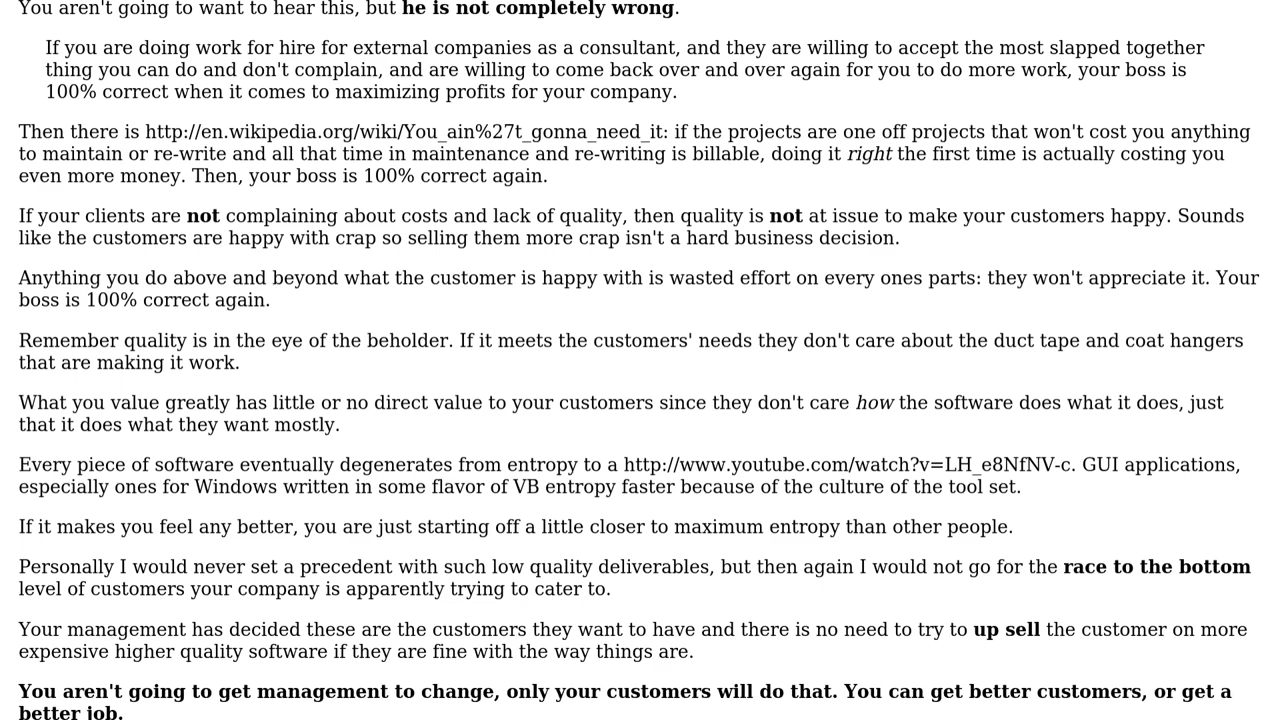 You aren't going to want to hear this, but he is not completely wrong.
If you are doing work for hire for external companies as a consultant, and they are willing to accept the most slapped together
thing you can do and don't complain, and are willing to come back over and over again for you to do more work, your boss is
100% correct when it comes to maximizing profits for your company.
Then there is http://en.wikipedia.org/wiki/You_ain%27t_gonna_need_it: if the projects are one off projects that won't cost you anything
to maintain or re-write and all that time in maintenance and re-writing is billable, doing it right the first time is actually costing you
even more money. Then, your boss is 100% correct again.
If your clients are not complaining about costs and lack of quality, then quality is not at issue to make your customers happy. Sounds
like the customers are happy with crap so selling them more crap isn't a hard business decision.
Anything you do above and beyond what the customer is happy with is wasted effort on every ones parts: they won't appreciate it. Your
boss is 100% correct again.
Remember quality is in the eye of the beholder. If it meets the customers' needs they don't care about the duct tape and coat hangers
that are making it work.
What you value greatly has little or no direct value to your customers since they don't care how the software does what it does, just
that it does what they want mostly.
Every piece of software eventually degenerates from entropy to a http://www.youtube.com/watch?v=LH_e8NfNV-c. GUI applications,
especially ones for Windows written in some flavor of VB entropy faster because of the culture of the tool set.
If it makes you feel any better, you are just starting off a little closer to maximum entropy than other people.
Personally I would never set a precedent with such low quality deliverables, but then again I would not go for the race to the bottom
level of customers your company is apparently trying to cater to.
Your management has decided these are the customers they want to have and there is no need to try to up sell the customer on more
expensive higher quality software if they are fine with the way things are.
You aren't going to get management to change, only your customers will do that. You can get better customers, or get a
better job.